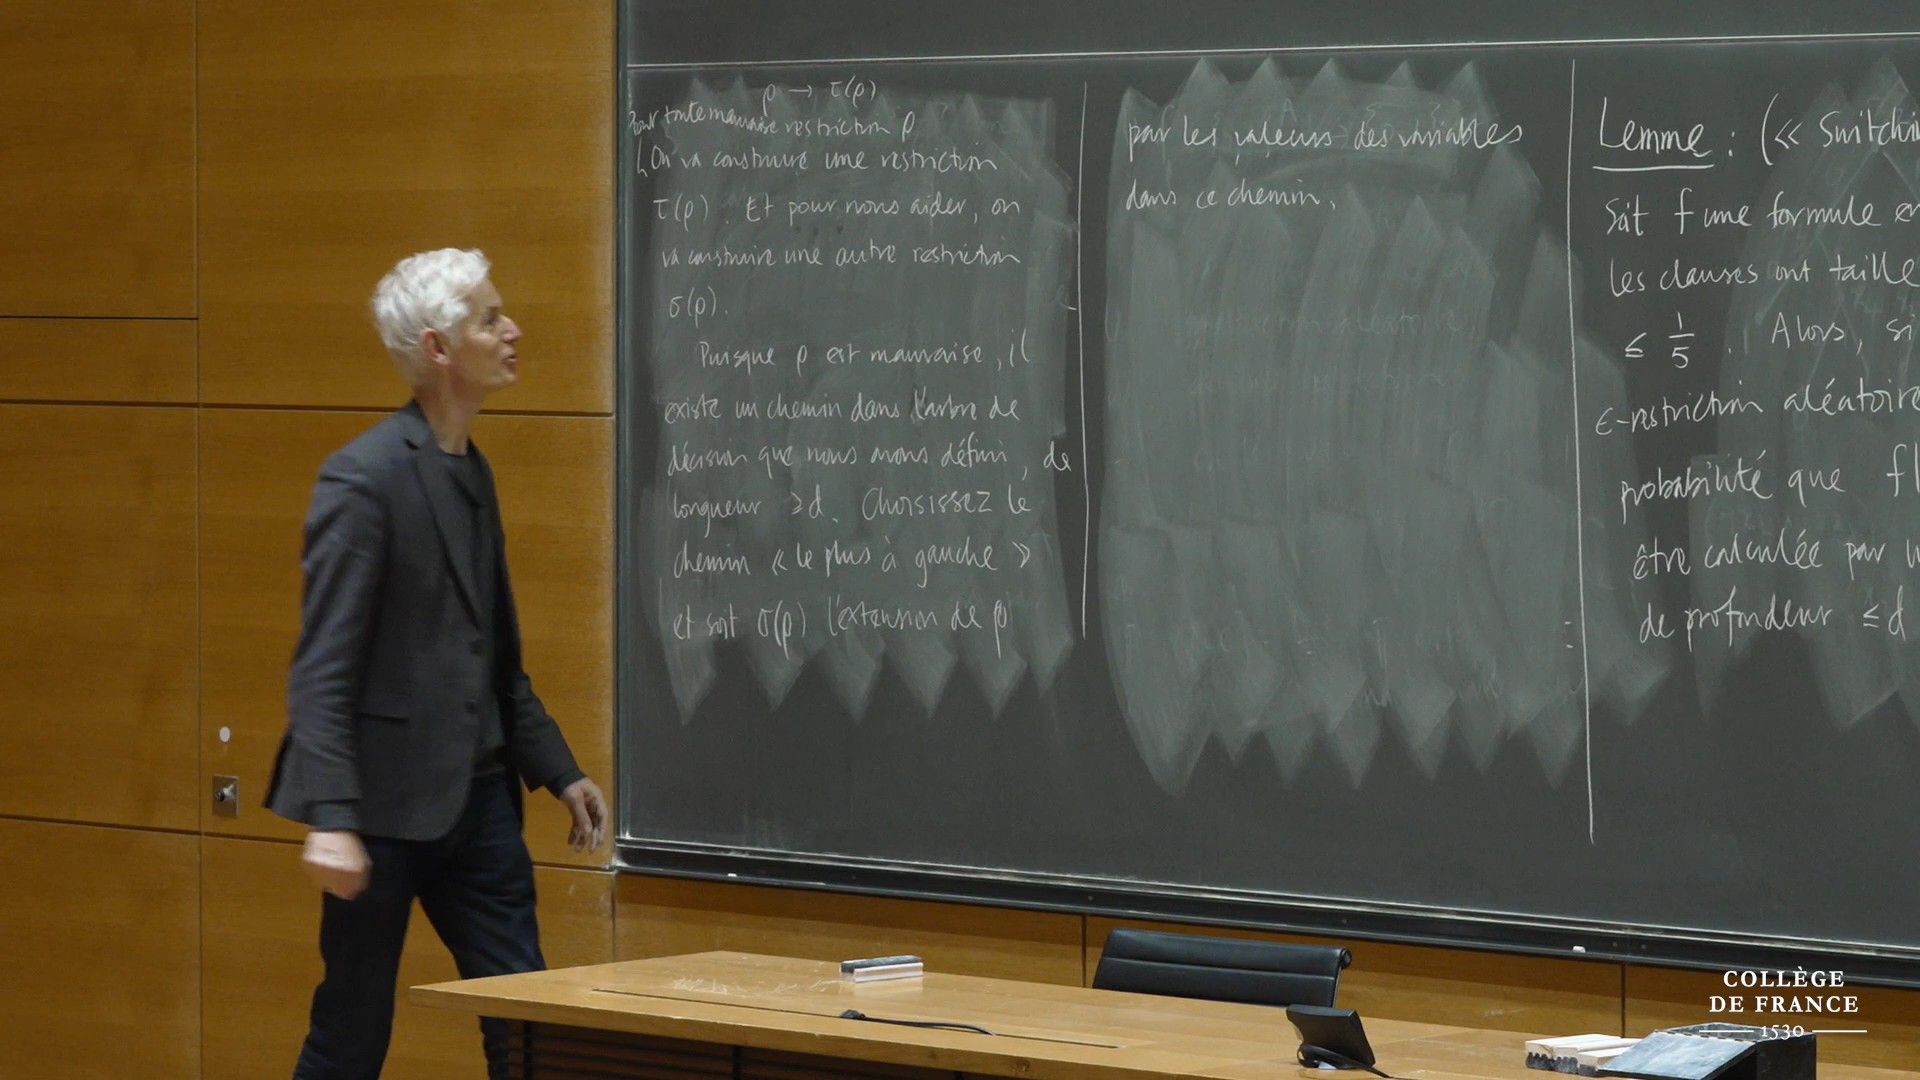 ρ → τ(ρ)
Pour toute mauvaise restriction ρ
On va construire une restriction
τ(ρ). Et pour nous aider, on
va construire une autre restriction
σ(ρ).
Puisque ρ est mauvaise, il
existe un chemin dans l'arbre de
décision que nous avons défini, de
longueur ≥d. Choisissez le
chemin « le plus à gauche »
et soit σ(ρ) l'extension de ρ
par les valeurs des variables
dans ce chemin.
Lemme : (« Switchin
Soit f une formule en
les clauses ont taille
≤ 1/5. Alors, si
ε-restriction aléatoire
probabilité que f
être calculée par
de profondeur ≤d
COLLÈGE
DE FRANCE
1530